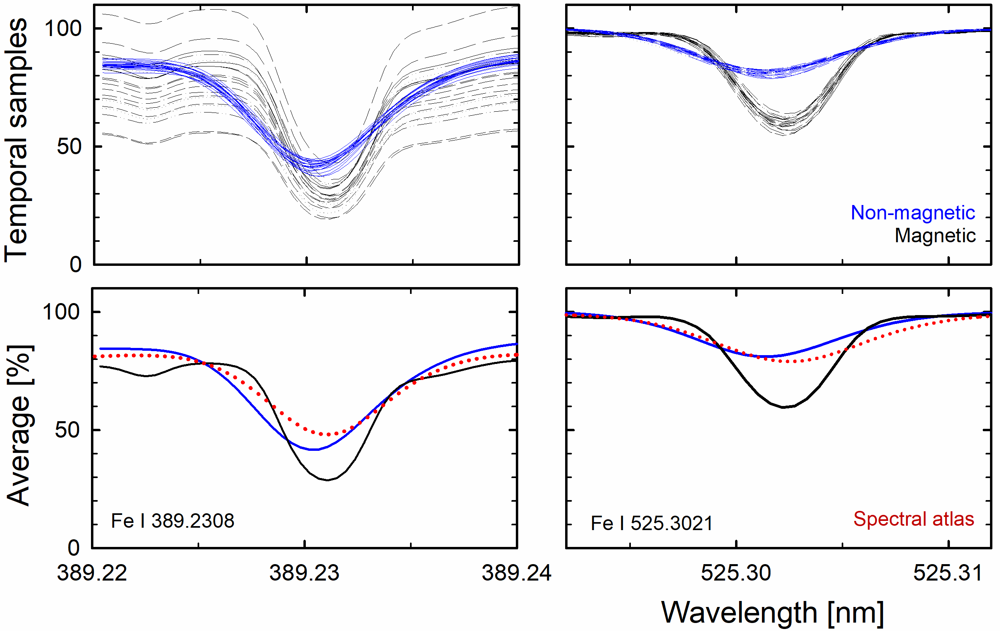 Temporal samples
100
50
0
Non-magnetic
Magnetic
Average [%]
100
50
0
Fe I 389.2308
Fe I 525.3021
Spectral atlas
389.22
389.23
389.24
525.30
525.31
Wavelength [nm]